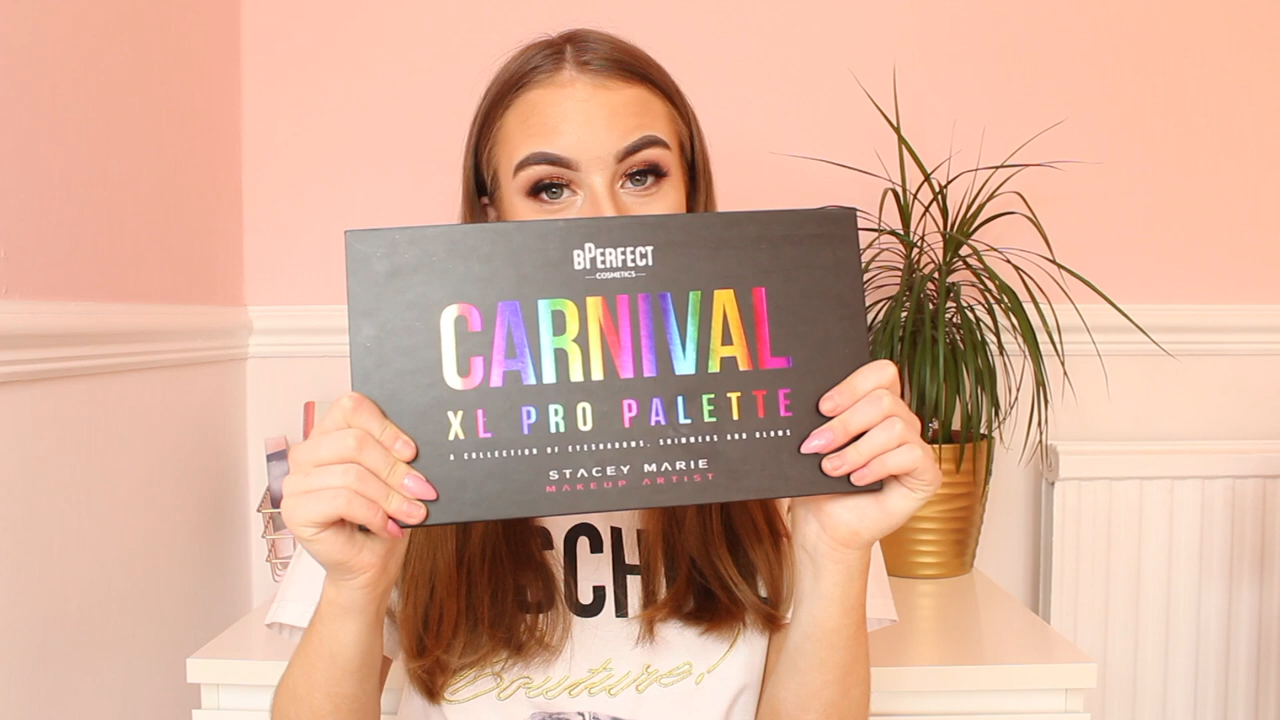 BPERFECT
COSMETICS
CARNIVAL
XL PRO PALETTE
A COLLECTION OF EYESHADOWS, SHIMMERS AND GLOWS
STACEY MARIE
MAKEUP ARTIST
SCH
Couture!